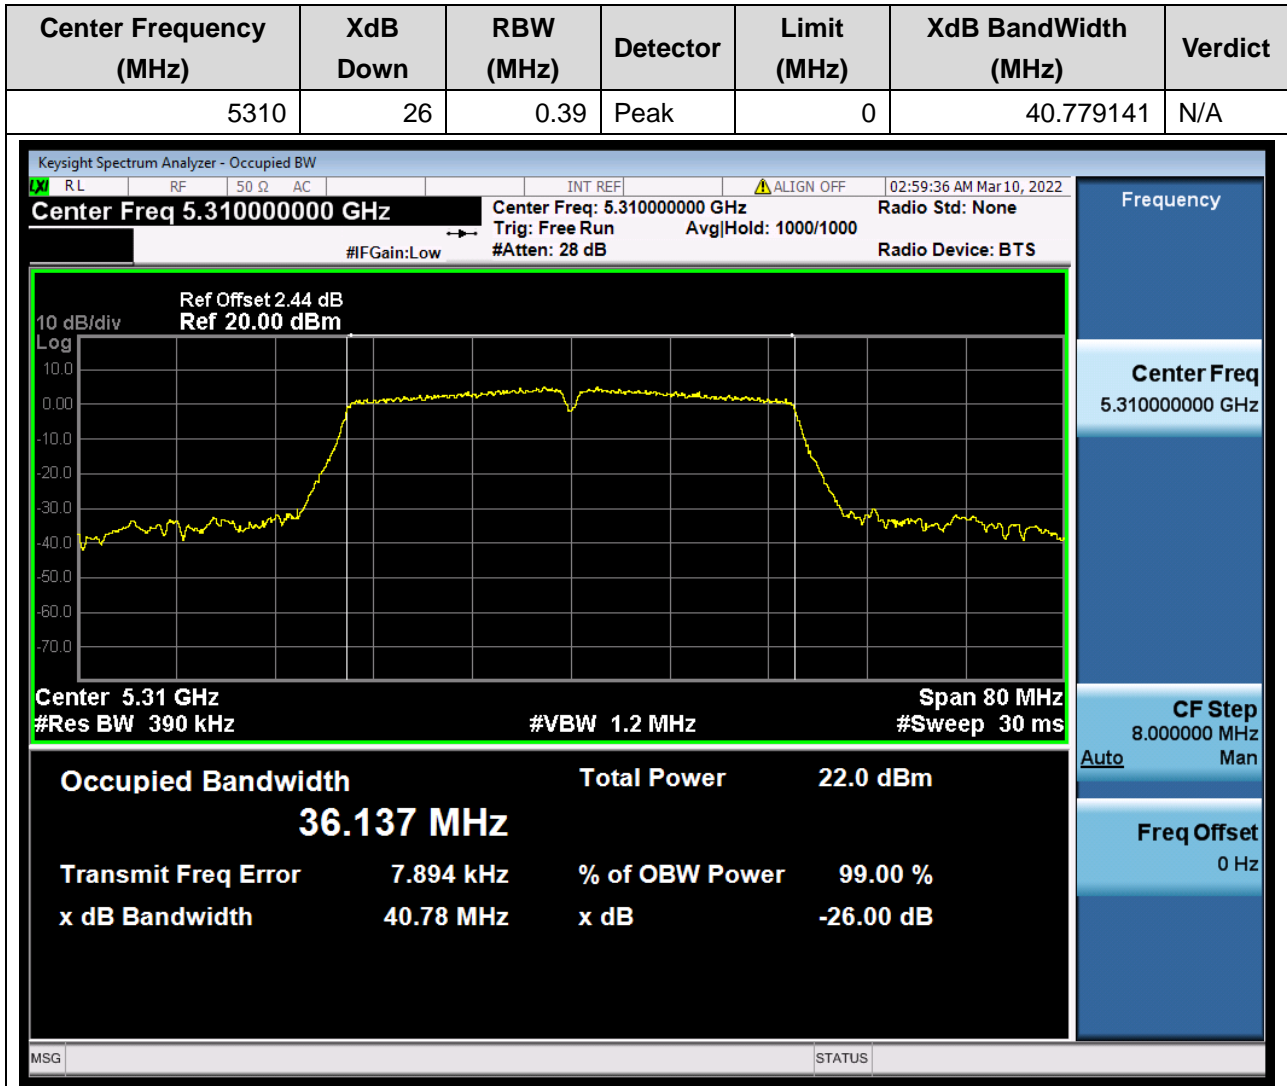 Center Frequency (MHz) XdB Down RBW (MHz) Detector Limit (MHz) XdB BandWidth (MHz) Verdict
5310 26 0.39 Peak 0 40.779141 N/A
Keysight Spectrum Analyzer - Occupied BW
LXI RL RF 50 Ω AC INT REF ALIGN OFF 02:59:36 AM Mar 10, 2022
Center Freq 5.310000000 GHz
Center Freq: 5.310000000 GHz
Radio Std: None
Trig: Free Run Avg|Hold: 1000/1000
#IFGain:Low #Atten: 28 dB Radio Device: BTS
Frequency
Ref Offset 2.44 dB
10 dB/div Ref 20.00 dBm
Log
10.0
0.00
-10.0
-20.0
-30.0
-40.0
-50.0
-60.0
-70.0
Center 5.31 GHz Span 80 MHz
#Res BW 390 kHz #VBW 1.2 MHz #Sweep 30 ms
Center Freq
5.310000000 GHz
CF Step
8.000000 MHz
Auto Man
Freq Offset
0 Hz
Occupied Bandwidth Total Power 22.0 dBm
36.137 MHz
Transmit Freq Error 7.894 kHz % of OBW Power 99.00 %
x dB Bandwidth 40.78 MHz x dB -26.00 dB
MSG STATUS